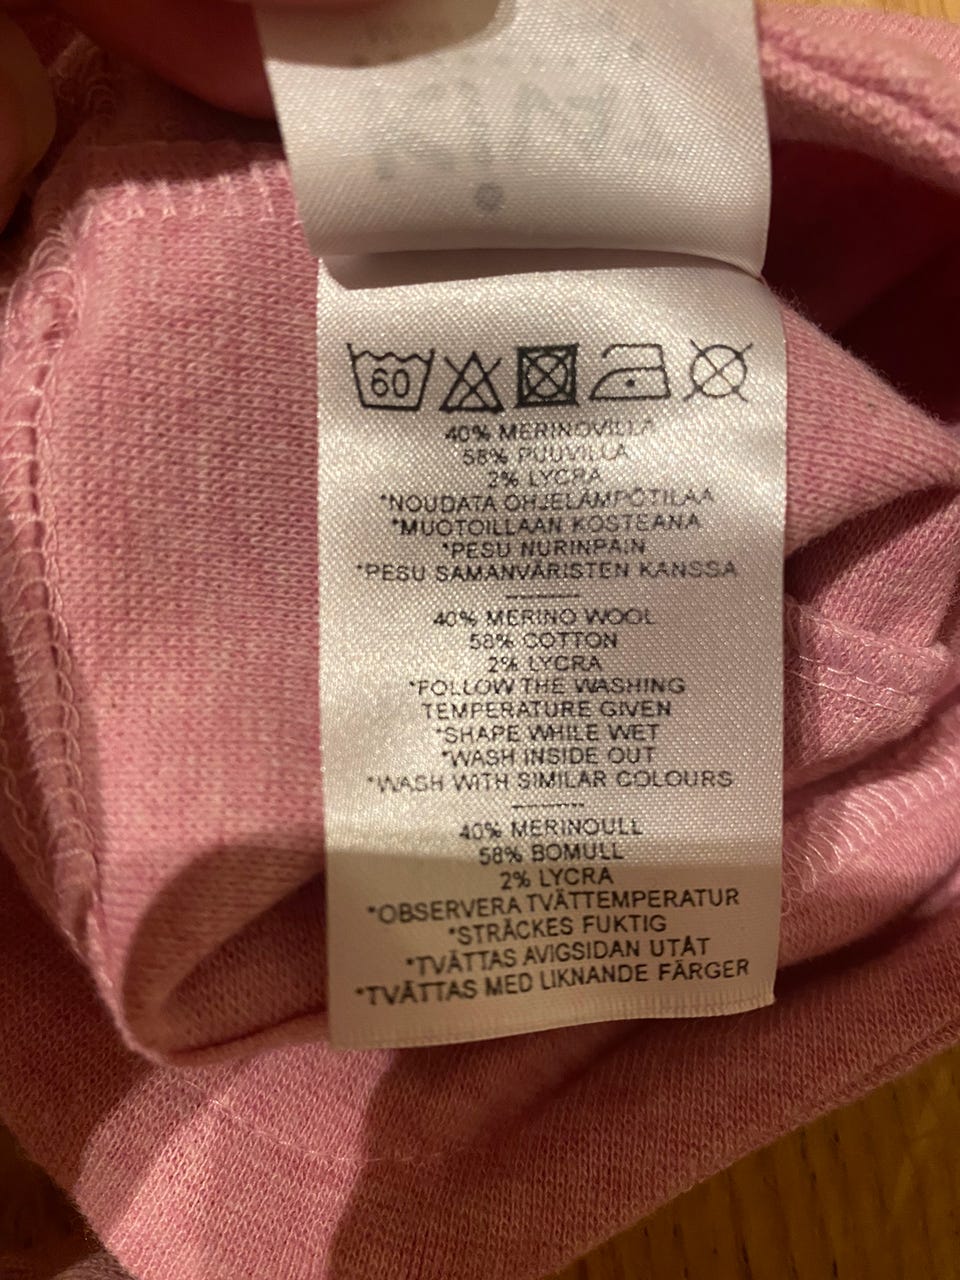 60
40% MERINOVILLA
58% PUUVILLA
2% LYCRA
*NOUDATA OHJELÄMPÖTILAA
*MUOTOILLAAN KOSTEANA
*PESU NURINPÄIN
*PESU SAMANVÄRISTEN KANSSA
----------
40% MERINO WOOL
58% COTTON
2% LYCRA
*FOLLOW THE WASHING
TEMPERATURE GIVEN
*SHAPE WHILE WET
*WASH INSIDE OUT
*WASH WITH SIMILAR COLOURS
----------
40% MERINOULL
58% BOMULL
2% LYCRA
*OBSERVERA TVÄTTEMPERATUR
*STRÄCKES FUKTIG
*TVÄTTAS AVIGSIDAN UTÅT
*TVÄTTAS MED LIKNANDE FÄRGER